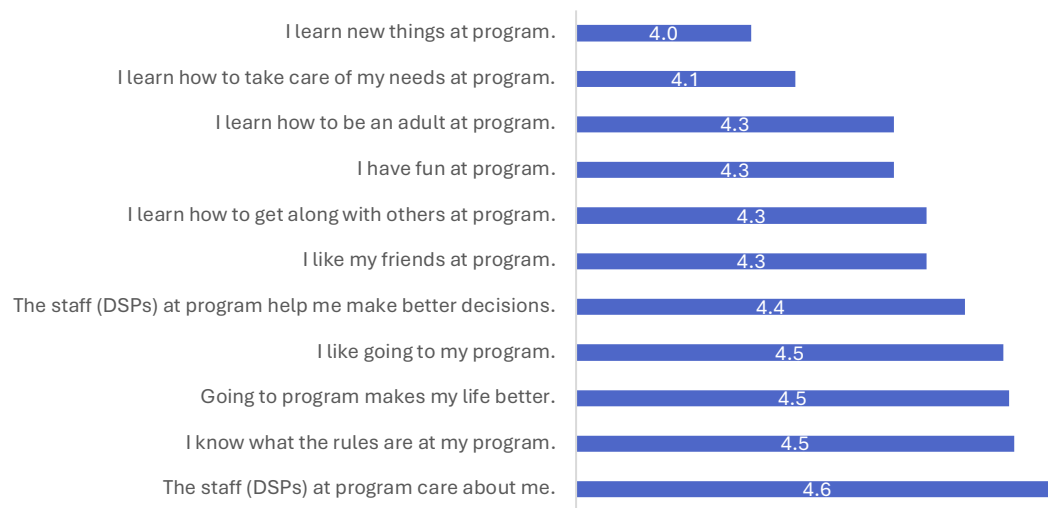 I learn new things at program. 4.0
I learn how to take care of my needs at program. 4.1
I learn how to be an adult at program. 4.3
I have fun at program. 4.3
I learn how to get along with others at program. 4.3
I like my friends at program. 4.3
The staff (DSPs) at program help me make better decisions. 4.4
I like going to my program. 4.5
Going to program makes my life better. 4.5
I know what the rules are at my program. 4.5
The staff (DSPs) at program care about me. 4.6